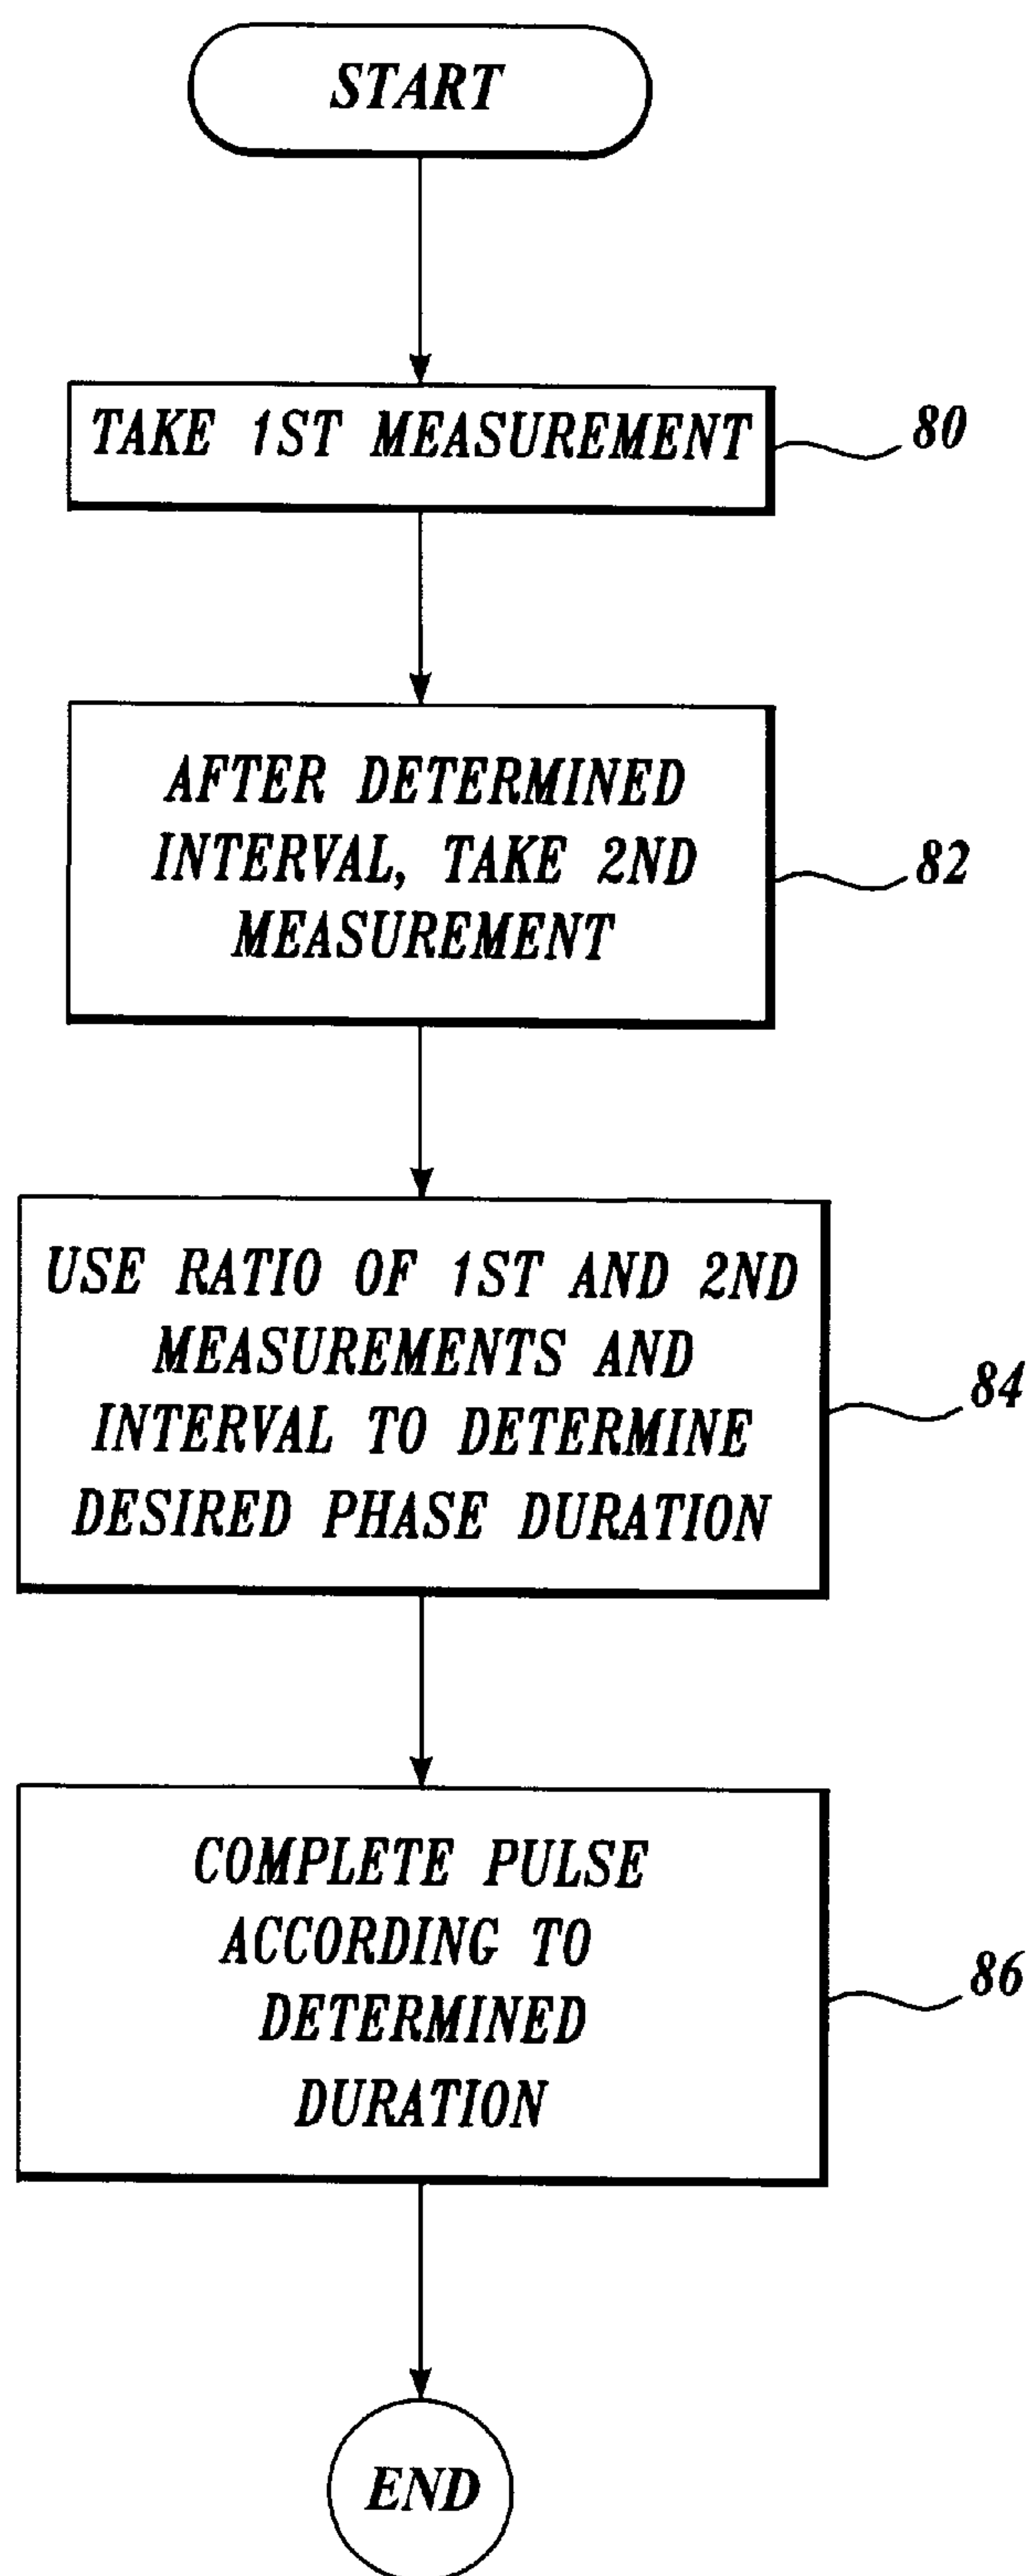 START
TAKE 1ST MEASUREMENT
80
AFTER DETERMINED
INTERVAL, TAKE 2ND
MEASUREMENT
82
USE RATIO OF 1ST AND 2ND
MEASUREMENTS AND
INTERVAL TO DETERMINE
DESIRED PHASE DURATION
84
COMPLETE PULSE
ACCORDING TO
DETERMINED
DURATION
86
END